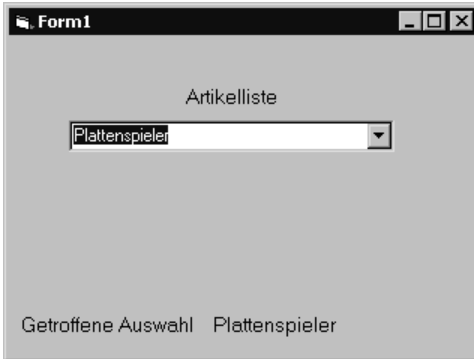 Form1
Artikelliste
Plattenspieler
Getroffene Auswahl Plattenspieler